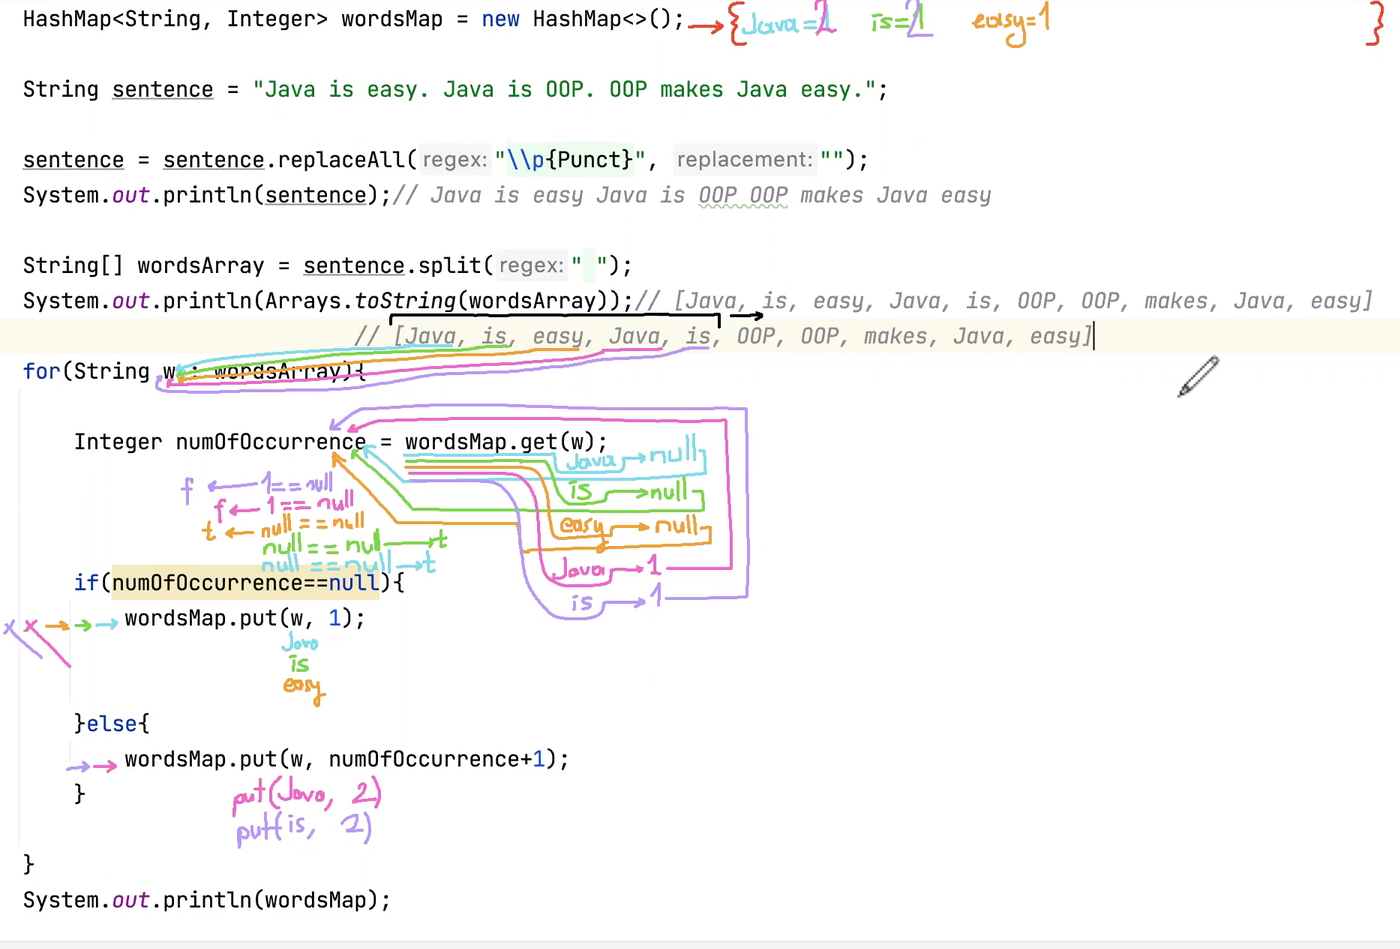 HashMap<String, Integer> wordsMap = new HashMap<>(); → {Java=2 is=2 easy=1 }
String sentence = "Java is easy. Java is OOP. OOP makes Java easy.";
sentence = sentence.replaceAll( regex: "\\p{Punct}", replacement: "");
System.out.println(sentence);// Java is easy Java is OOP OOP makes Java easy
String[] wordsArray = sentence.split( regex: " ");
System.out.println(Arrays.toString(wordsArray));// [Java, is, easy, Java, is, OOP, OOP, makes, Java, easy]
// [Java, is, easy, Java, is, OOP, OOP, makes, Java, easy]
for(String w : wordsArray){
Integer numOfOccurrence = wordsMap.get(w);
Java → null
f ← 1==null is → null
f ← 1==null
t ← null==null easy → null
null==nul → t
null==null → t Java → 1
if(numOfOccurrence==null){
is → 1
x x → → → wordsMap.put(w, 1);
Java
is
easy
}else{
→ → wordsMap.put(w, numOfOccurrence+1);
} put(Java, 2)
put(is, 2)
}
System.out.println(wordsMap);